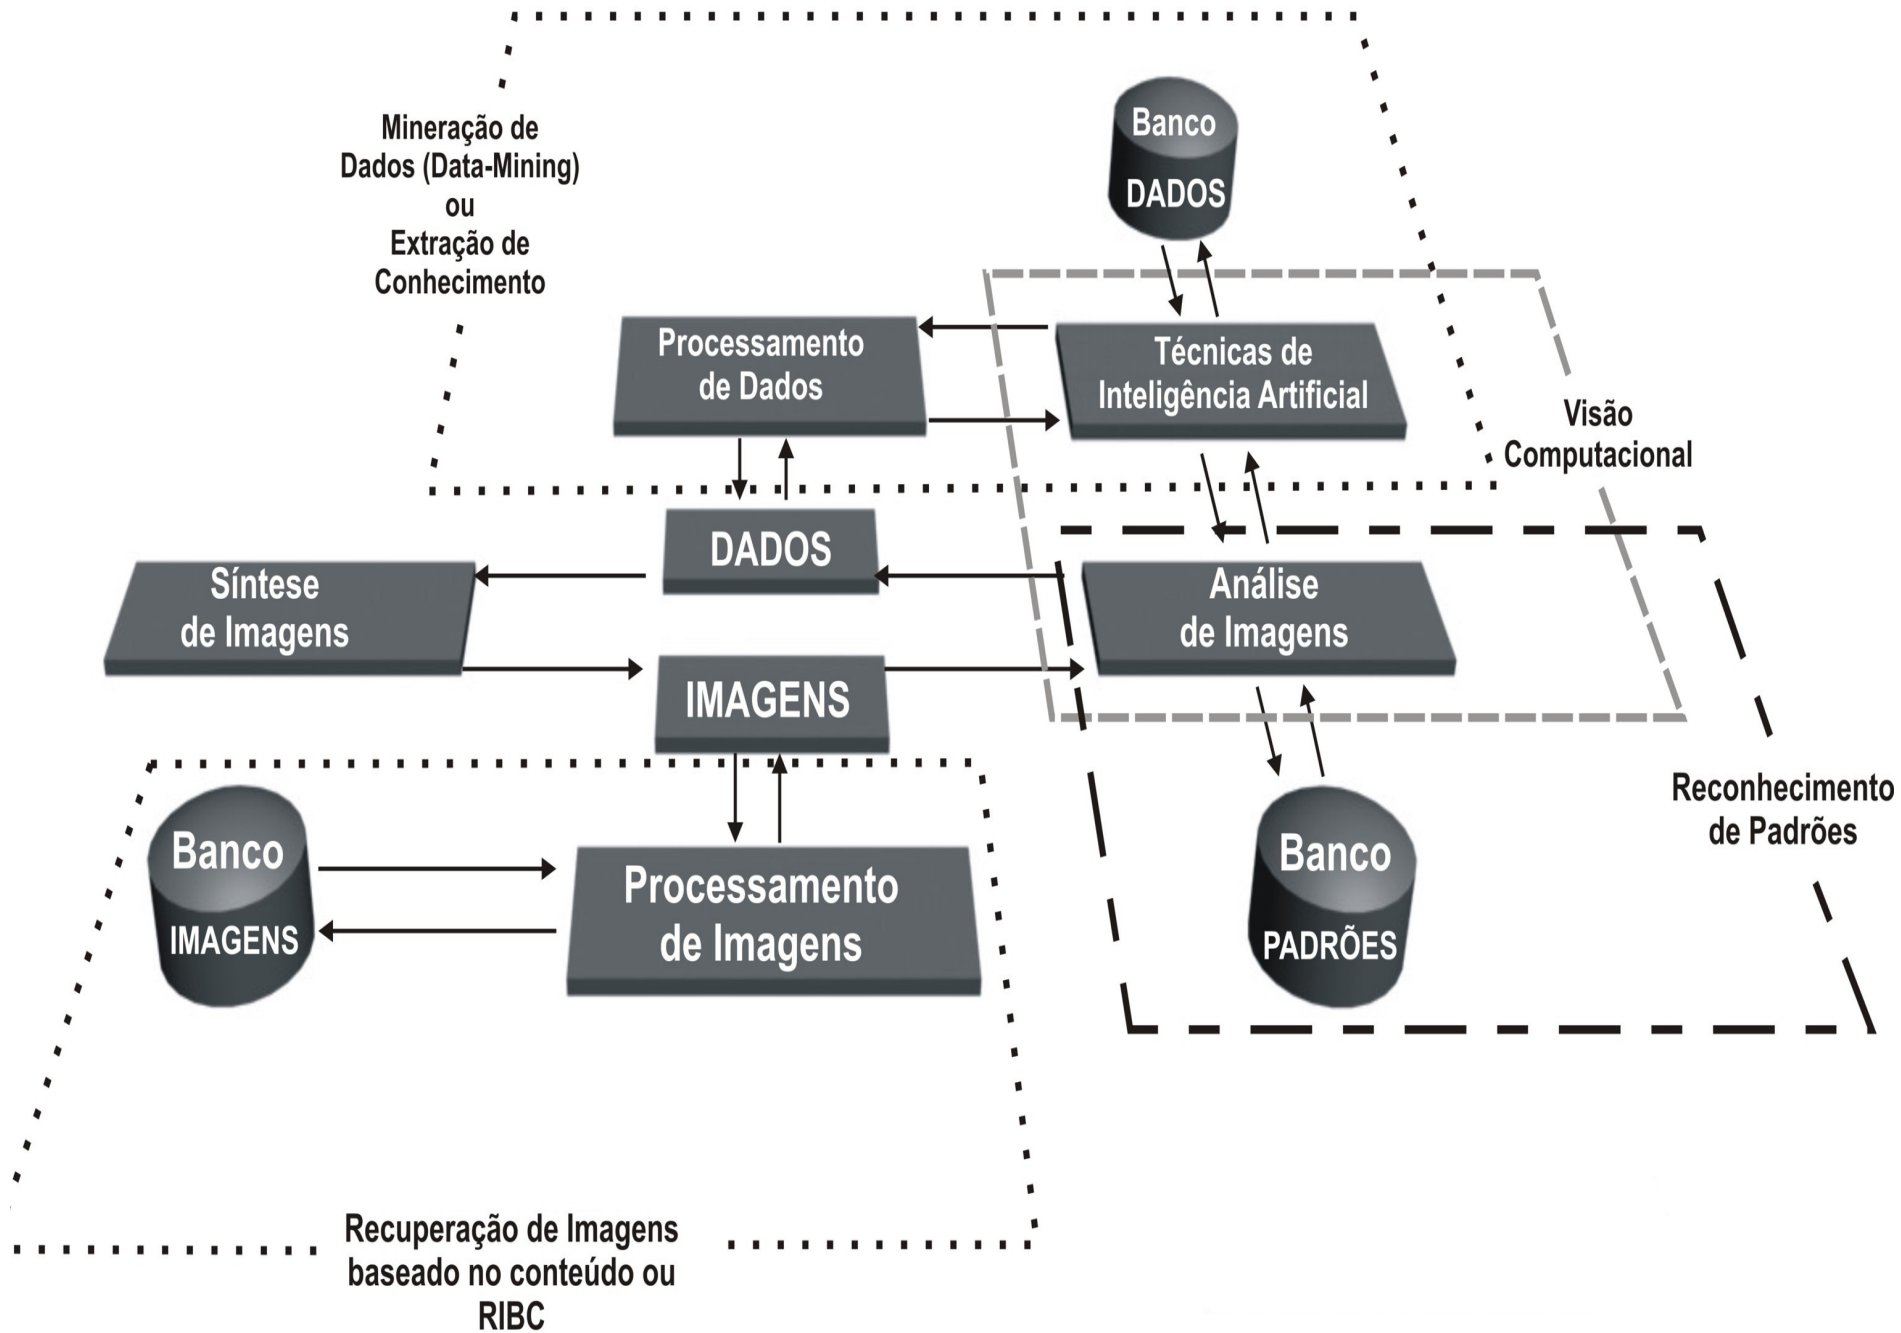 Mineração de
Dados (Data-Mining)
ou
Extração de
Conhecimento
Banco
DADOS
Processamento
de Dados
Técnicas de
Inteligência Artificial
Visão
Computacional
DADOS
Síntese
de Imagens
Análise
de Imagens
IMAGENS
Reconhecimento
de Padrões
Banco
IMAGENS
Processamento
de Imagens
Banco
PADRÕES
Recuperação de Imagens
baseado no conteúdo ou
RIBC